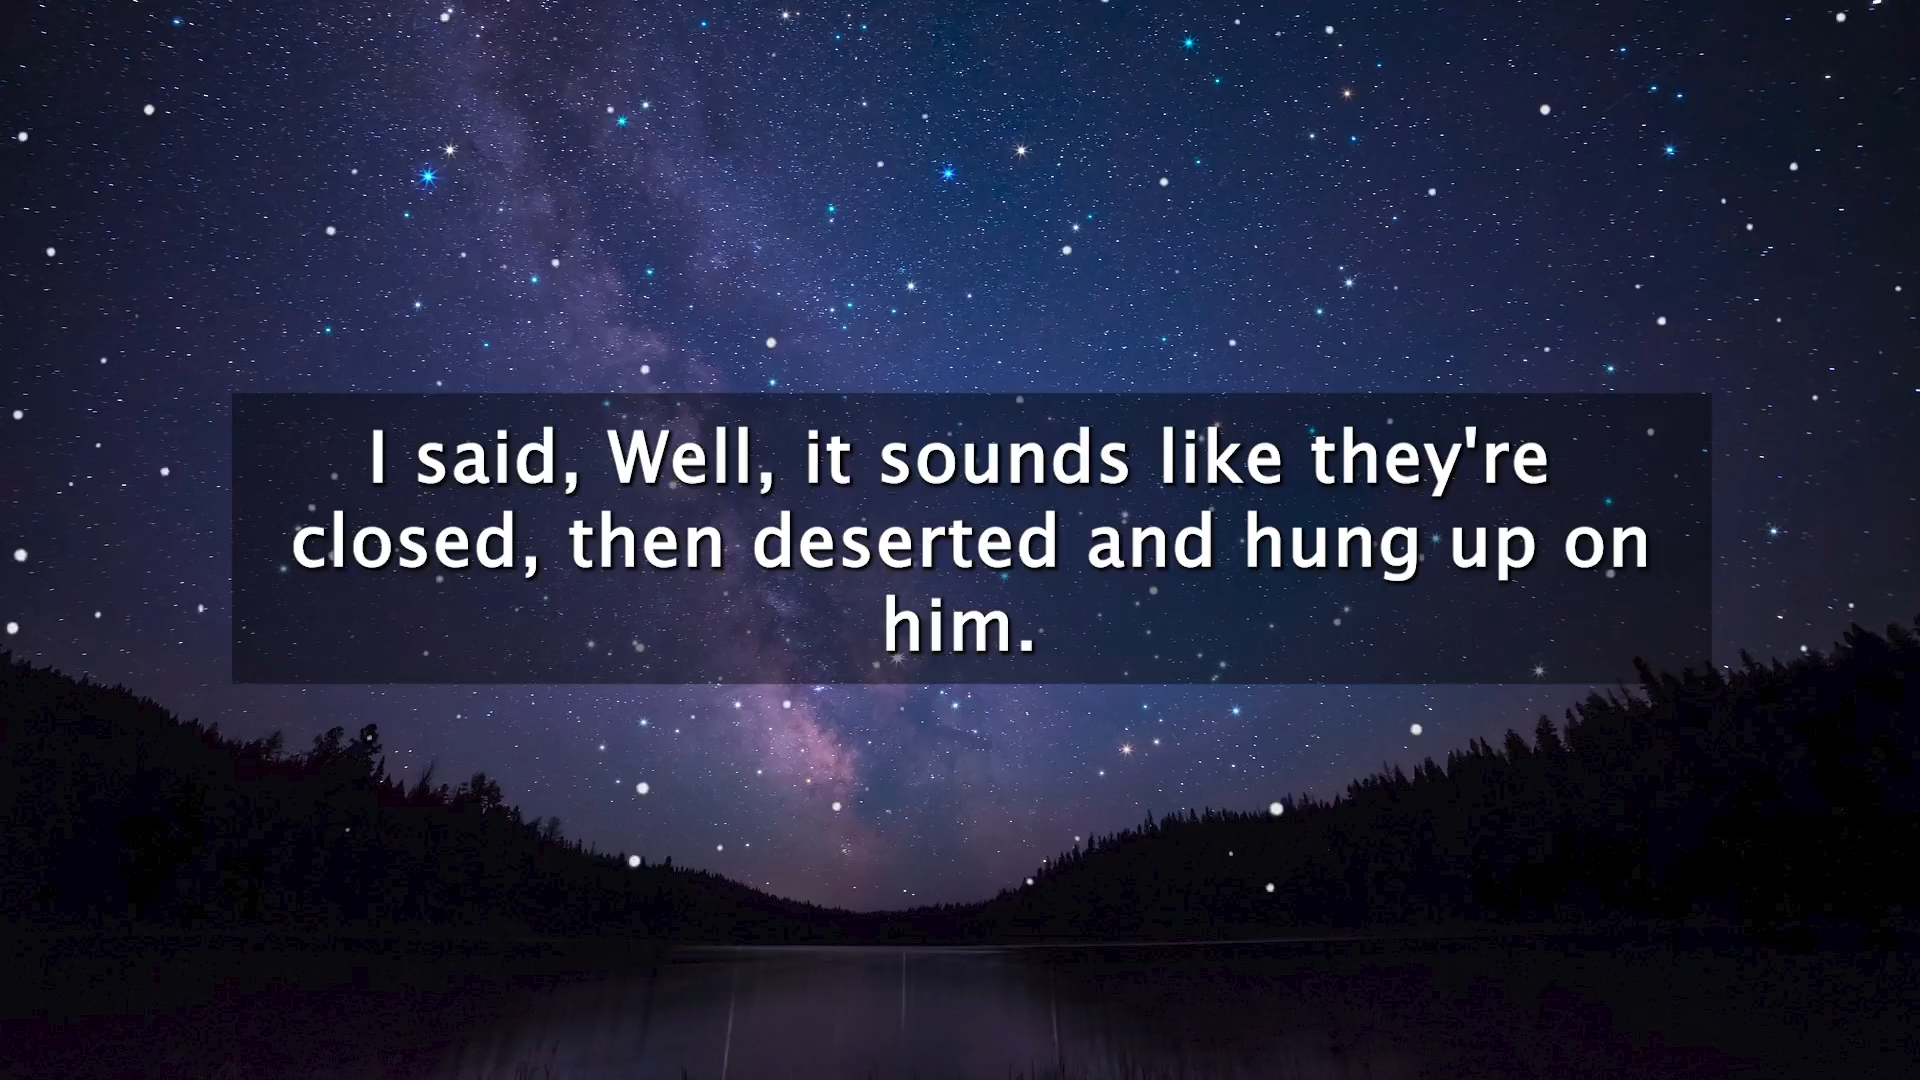 I said, Well, it sounds like they're
closed, then deserted and hung up on
him.